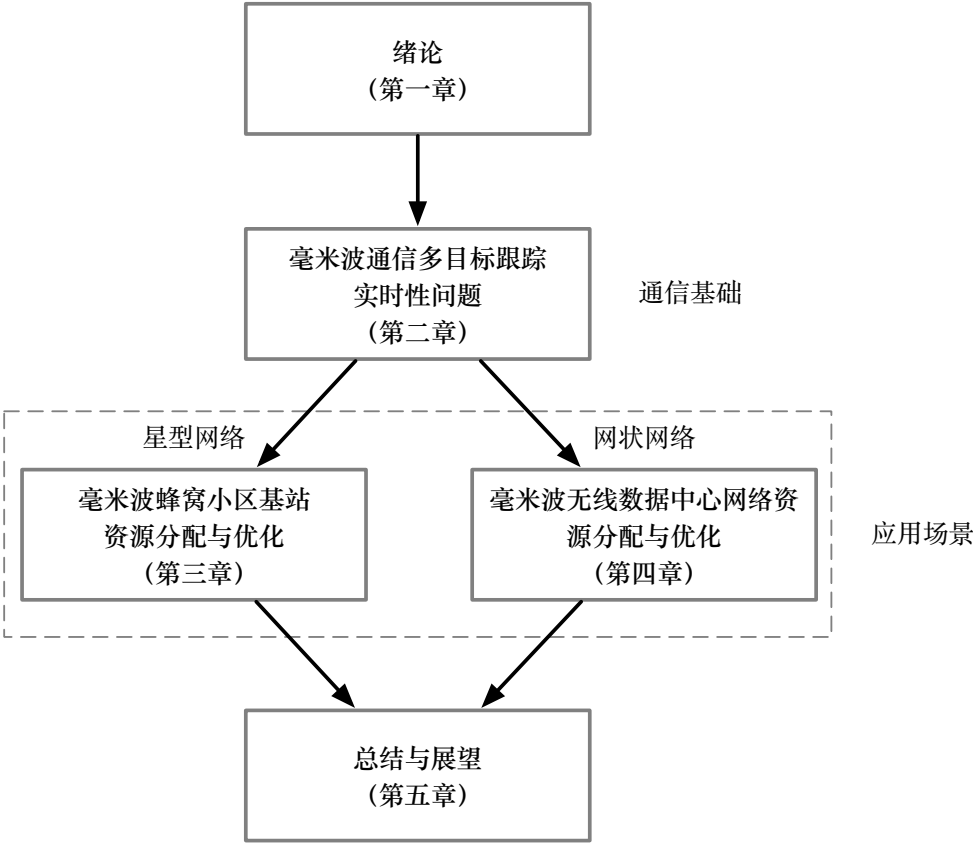 绪论
（第一章）
毫米波通信多目标跟踪
实时性问题
（第二章）
通信基础
星型网络
网状网络
毫米波蜂窝小区基站
资源分配与优化
（第三章）
毫米波无线数据中心网络资
源分配与优化
（第四章）
应用场景
总结与展望
（第五章）